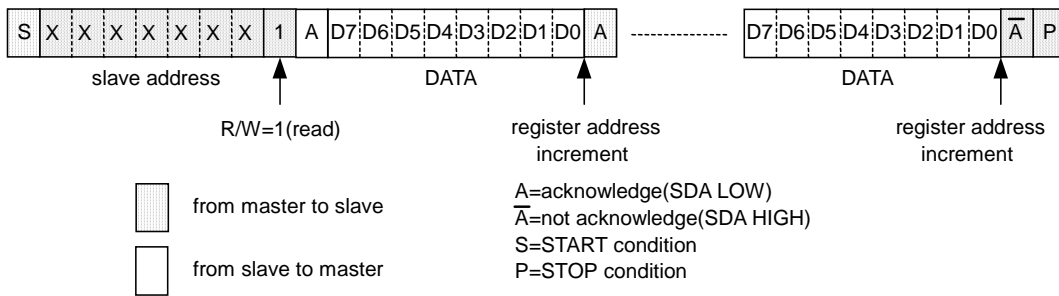 S X X X X X X X 1 A D7 D6 D5 D4 D3 D2 D1 D0 A D7 D6 D5 D4 D3 D2 D1 D0 A̅ P
slave address DATA DATA
R/W=1(read) register address register address
increment increment
from master to slave
from slave to master
A=acknowledge(SDA LOW)
A̅=not acknowledge(SDA HIGH)
S=START condition
P=STOP condition